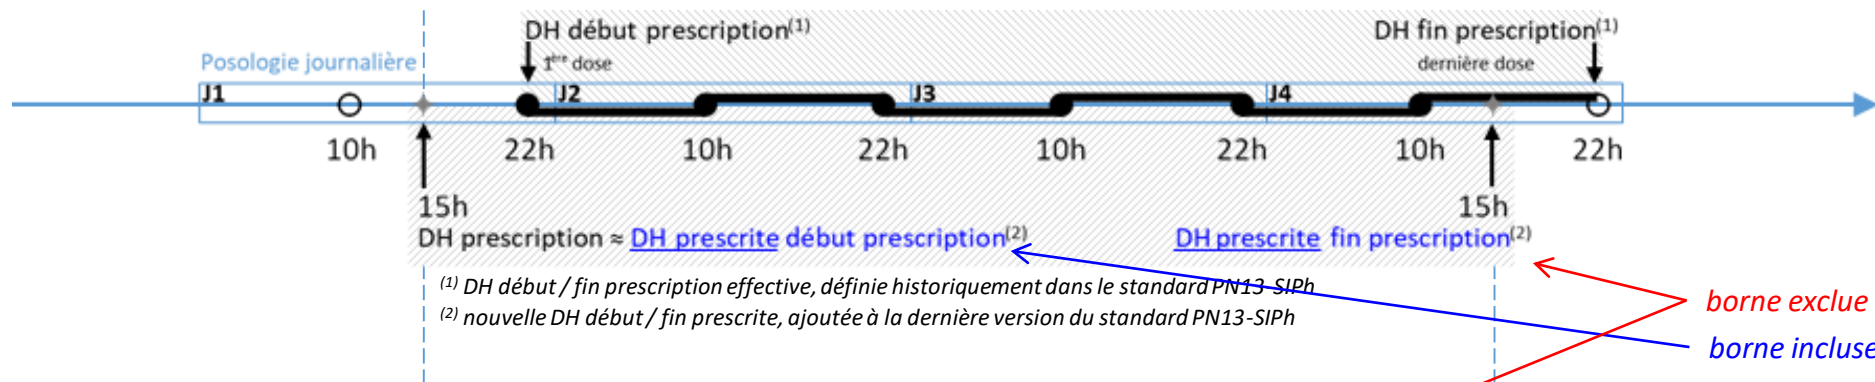 DH début prescription(1) DH fin prescription(1)
Posologie journalière 1ère dose dernière dose
J1 J2 J3 J4
10h 22h 10h 22h 10h 22h 10h 22h
15h 15h
DH prescription ≈ DH prescrite début prescription(2) DH prescrite fin prescription(2)
(1) DH début / fin prescription effective, définie historiquement dans le standard PN13-SIPh
(2) nouvelle DH début / fin prescrite, ajoutée à la dernière version du standard PN13-SIPh
borne exclue
borne incluse